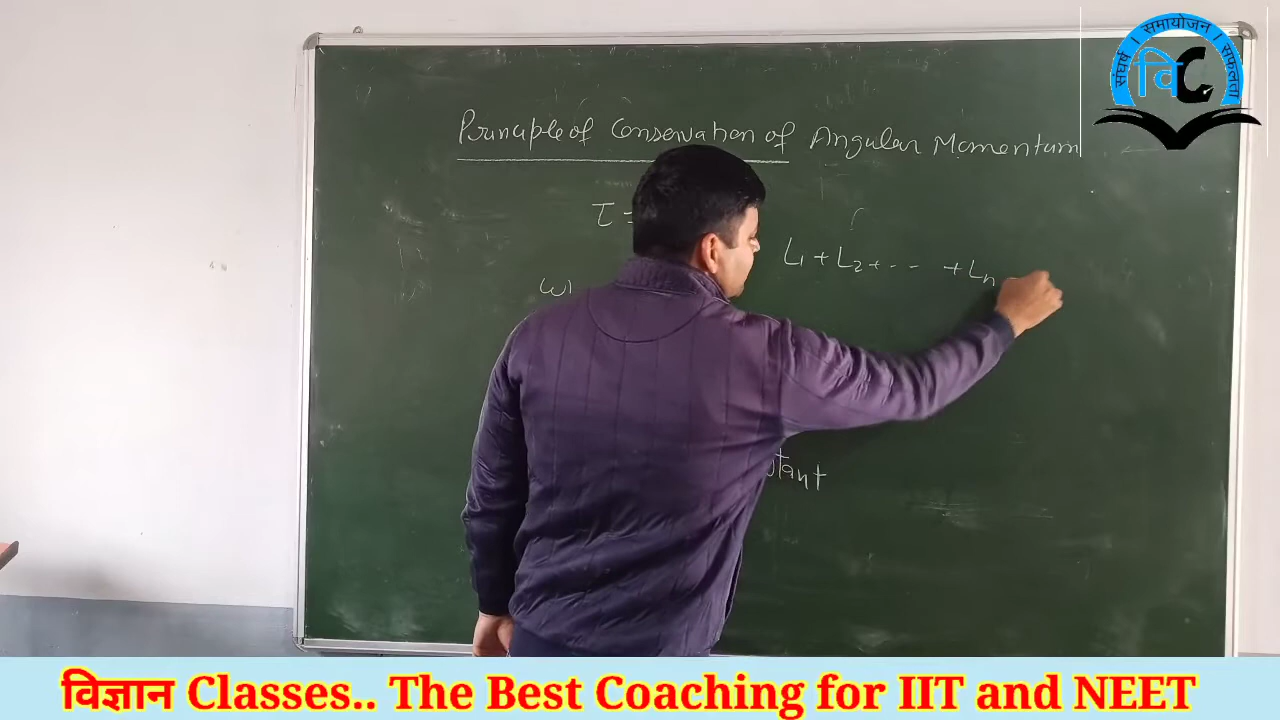 संघर्ष । समायोजन । सफलता
विC
Principle of Conservation of Angular Momentum
τ =
L₁ + L₂ + ... + Lₙ
विज्ञान Classes.. The Best Coaching for IIT and NEET